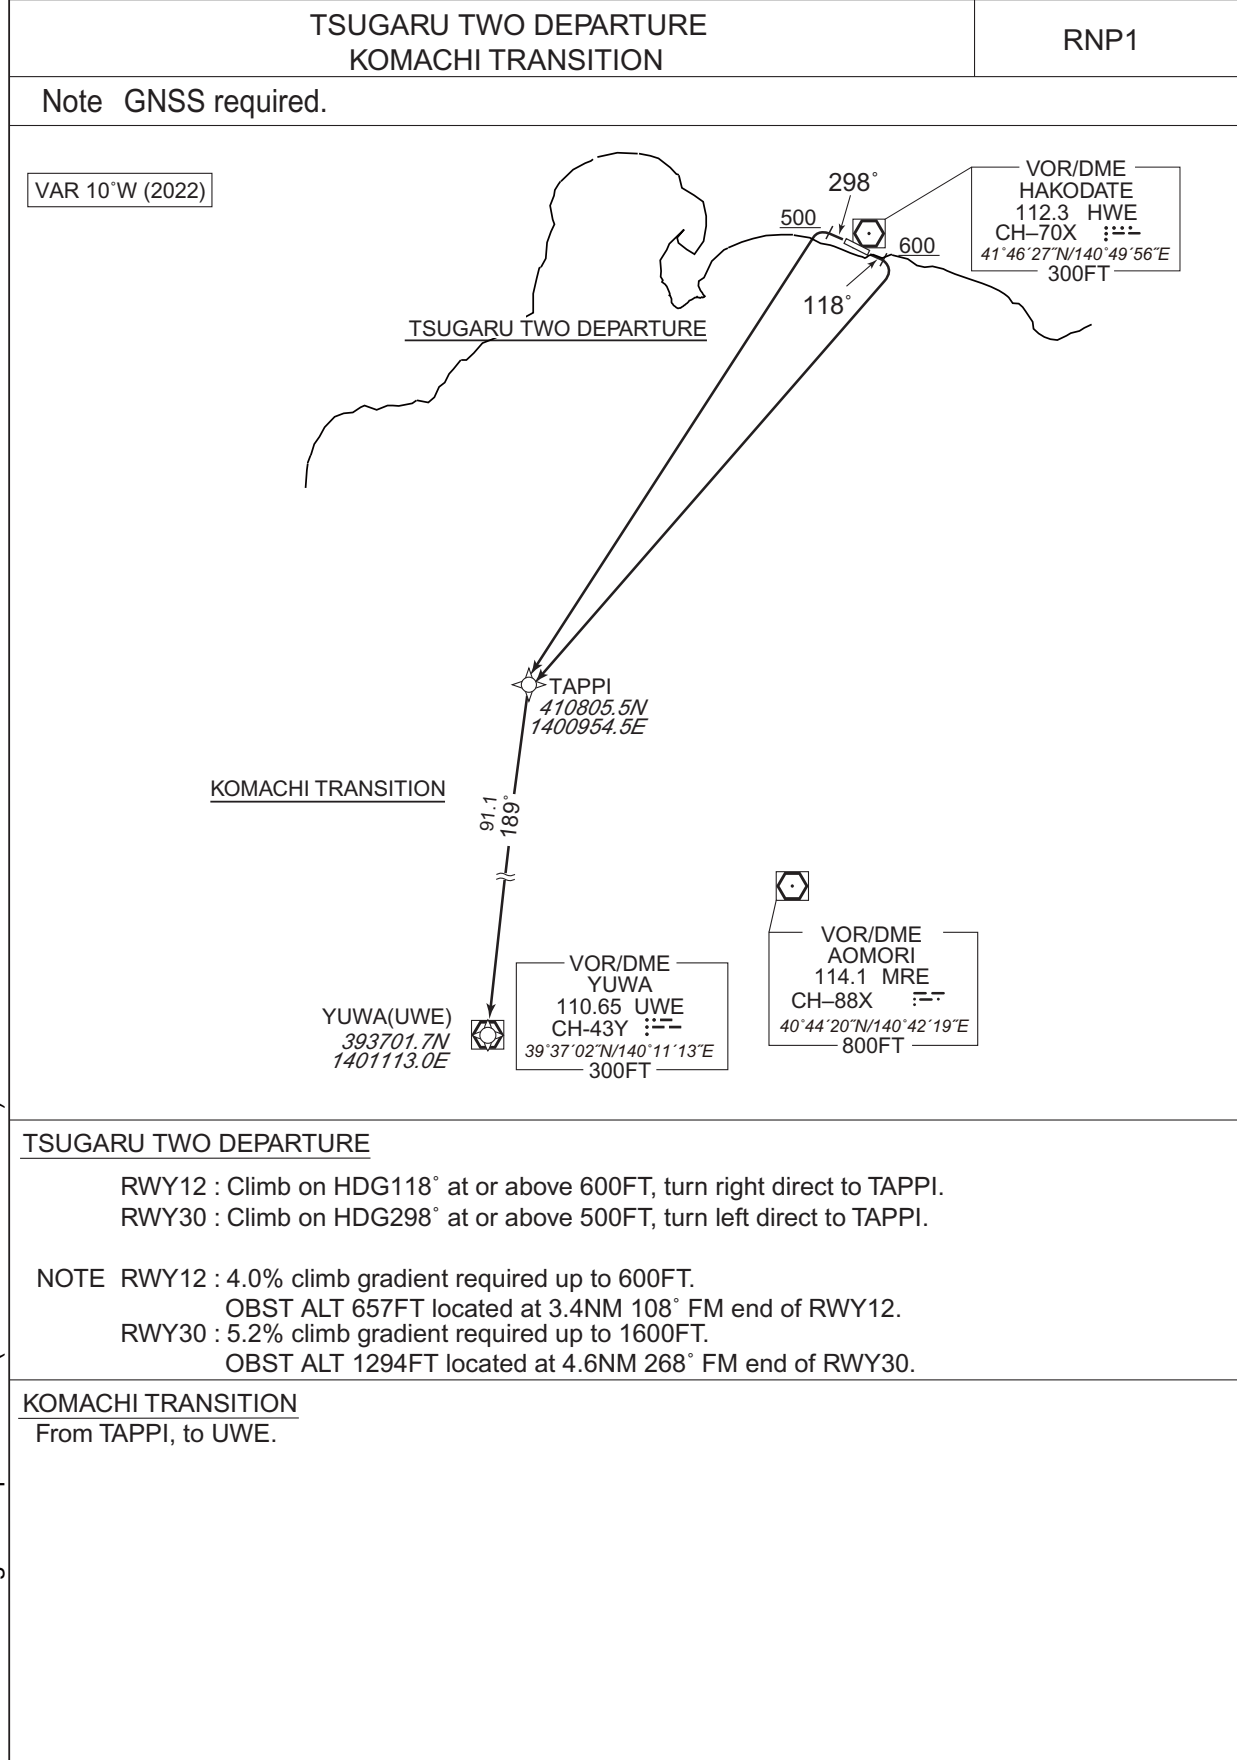 TSUGARU TWO DEPARTURE
KOMACHI TRANSITION
RNP1
Note GNSS required.
VAR 10˚W (2022)
298˚
500
600
118˚
VOR/DME
HAKODATE
112.3 HWE
CH–70X
41˚46´27˝N/140˚49´56˝E
300FT
TSUGARU TWO DEPARTURE
TAPPI
410805.5N
1400954.5E
KOMACHI TRANSITION
91.1
189˚
VOR/DME
AOMORI
114.1 MRE
CH–88X
40˚44´20˝N/140˚42´19˝E
800FT
YUWA(UWE)
393701.7N
1401113.0E
VOR/DME
YUWA
110.65 UWE
CH-43Y
39˚37´02˝N/140˚11´13˝E
300FT
TSUGARU TWO DEPARTURE
RWY12 : Climb on HDG118˚ at or above 600FT, turn right direct to TAPPI.
RWY30 : Climb on HDG298˚ at or above 500FT, turn left direct to TAPPI.
NOTE RWY12 : 4.0% climb gradient required up to 600FT.
OBST ALT 657FT located at 3.4NM 108˚ FM end of RWY12.
RWY30 : 5.2% climb gradient required up to 1600FT.
OBST ALT 1294FT located at 4.6NM 268˚ FM end of RWY30.
KOMACHI TRANSITION
From TAPPI, to UWE.